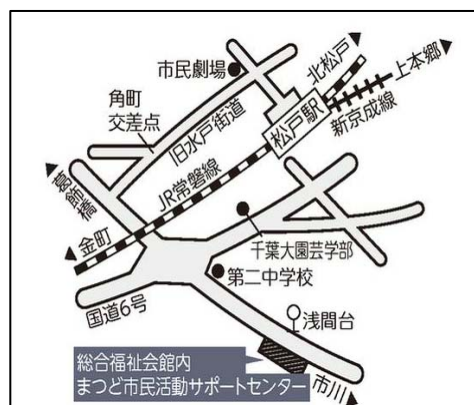 北松戸
上本郷
市民劇場
松戸駅
新京成線
角町
交差点
旧水戸街道
JR常磐線
葛飾橋
金町
千葉大園芸学部
第二中学校
国道6号
浅間台
総合福祉会館内
まつど市民活動サポートセンター
市川